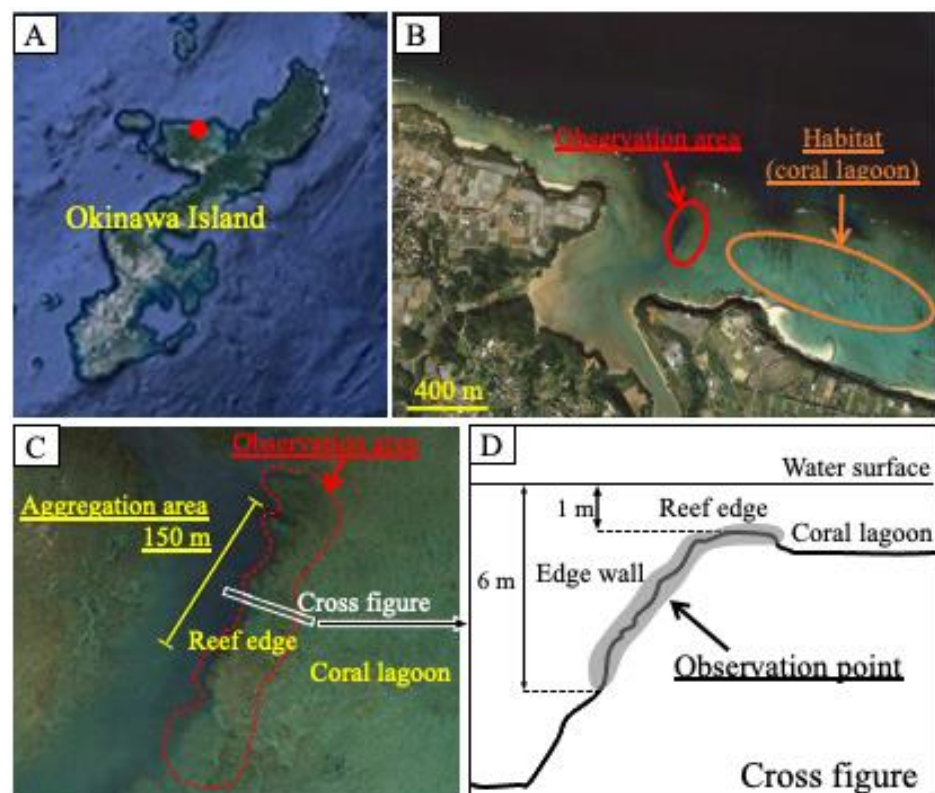 A
Okinawa Island
B
Observation area
Habitat
(coral lagoon)
400 m
C
Observation area
Aggregation area
150 m
Cross figure
Reef edge
Coral lagoon
D
Water surface
1 m
Reef edge
Coral lagoon
6 m
Edge wall
Observation point
Cross figure